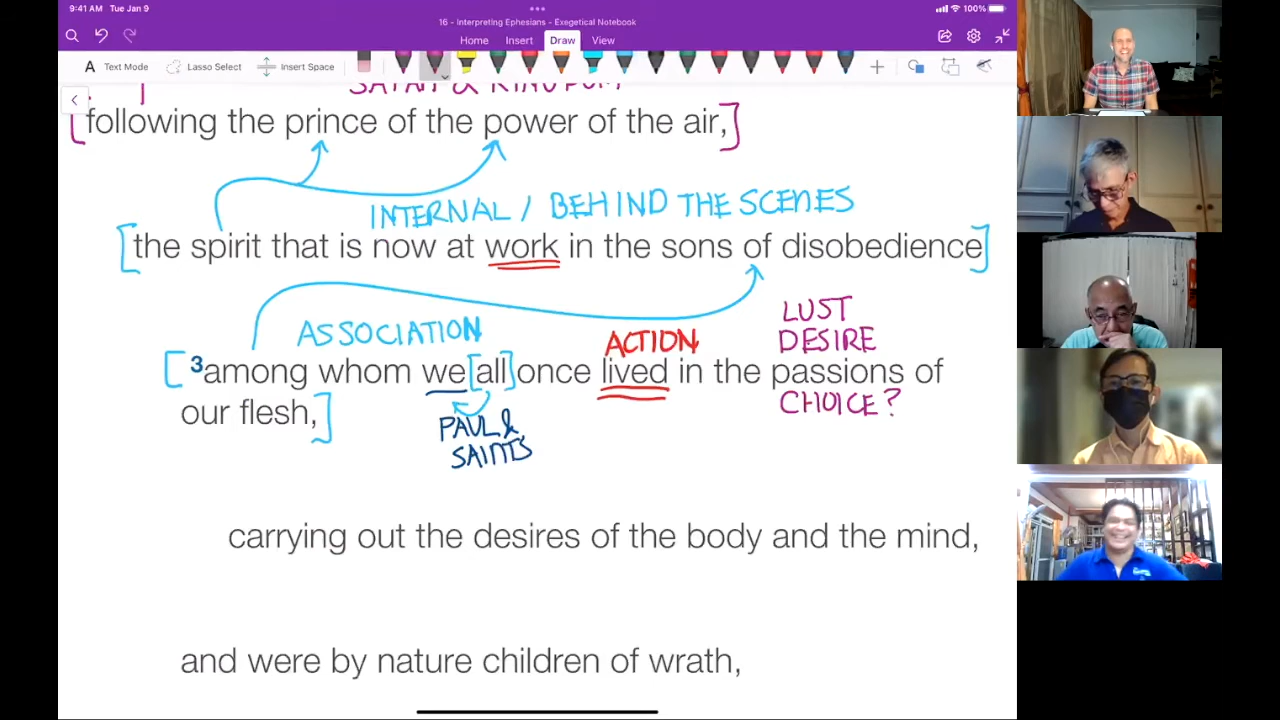 9:41 AM Tue Jan 9
100%
16 - Interpreting Ephesians - Exegetical Notebook
Home Insert Draw View
A Text Mode Lasso Select Insert Space
SATAN & KINGDOM
[following the prince of the power of the air,]
INTERNAL / BEHIND THE SCENES
[the spirit that is now at work in the sons of disobedience]
LUST
ASSOCIATION ACTION DESIRE
[3among whom we [all] once lived in the passions of
our flesh,] CHOICE?
PAUL &
SAINTS
carrying out the desires of the body and the mind,
and were by nature children of wrath,